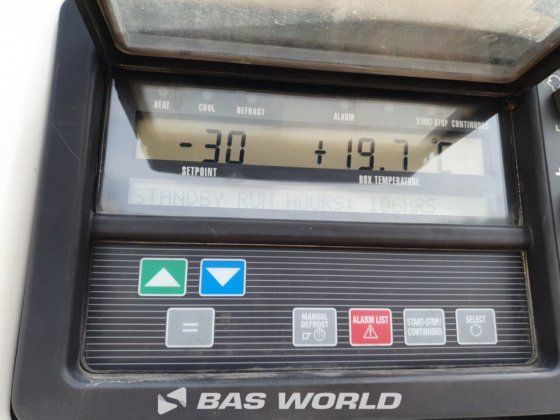 HEAT COOL DEFROST ALARM START-STOP CONTINUOUS
-30 +19.7 °C
SETPOINT BOX TEMPERATURE
STANDBY RUN HOURS: 106HRS
=
MANUAL DEFROST
ALARM LIST
START-STOP/ CONTINUOUS
SELECT
BAS WORLD